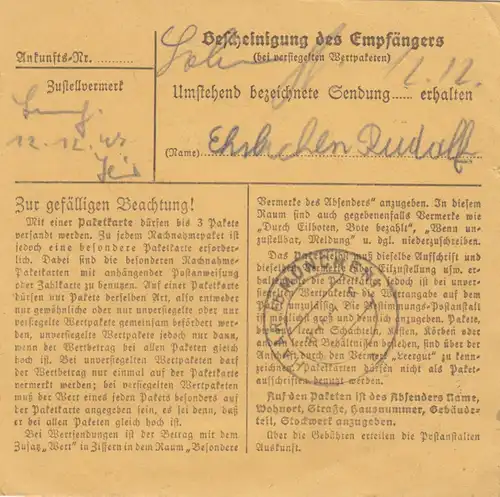 Ankunfts-Nr.
Bescheinigung des Empfängers
(bei versiegelten Wertpaketen)
Zustellvermerk
Umstehend bezeichnete Sendung erhalten
12.12.
(Name) Rudolf
Zur gefälligen Beachtung!
Mit einer Paketkarte dürfen bis 3 Pakete
versandt werden. Zu jedem Nachnahmepaket ist
jedoch eine besondere Paketkarte erforder-
lich. Dabei sind die besonderen Nachnahme-
Paketkarten mit anhängender Postanweisung
oder Zahlkarte zu benutzen. Auf einer Paketkarte
dürfen nur Pakete derselben Art, also entweder
nur gewöhnliche oder nur unversiegelte oder nur
versiegelte Wertpakete gemeinsam befördert wer-
den, unversiegelte Wertpakete jedoch nur dann,
wenn der Wertbetrag bei allen Paketen gleich
hoch ist. Bei unversiegelten Wertpaketen darf
der Wertbetrag nur einmal auf der Paketkarte
vermerkt werden; bei versiegelten Wertpaketen
muß der Wert eines jeden Pakets besonders auf
der Paketkarte angegeben sein, es sei denn, daß
er bei allen Paketen gleich hoch ist.
Bei Wertsendungen ist der Betrag mit dem
Zusatz „Wert" in Ziffern in dem Raum „Besondere
Vermerke des Absenders" anzugeben. In diesem
Raum sind auch gegebenenfalls Vermerke wie
„Durch Eilboten, Bote bezahlt", „Wenn un-
zustellbar, Meldung" u. dgl. niederzuschreiben.
Das Paket muß dieselbe Aufschrift und
dieselben Vermerke über Eilzustellung usw. er-
halten wie die Paketkarte, jedoch ist bei ver-
siegelten Wertpaketen die Wertangabe auf dem
Paket vollständig gemacht. Die Bestimmungs-Postanstalt
ist möglichst groß und deutlich anzugeben. Pakete,
bei denen leere Schachteln, Kisten, Körben oder
anderen Behältnissen bestehen, sind über der
Anschrift mit dem Vermerk „Leergut" zu kenn-
zeichnen. Paketkarten dürfen nicht als Paket-
aufschriften benutzt werden.
Auf den Paketen ist des Absenders Name,
Wohnort, Straße, Hausnummer, Gebäude-
teil, Stockwerk anzugeben.
Über die Gebühren erteilen die Postanstalten
Auskunft.